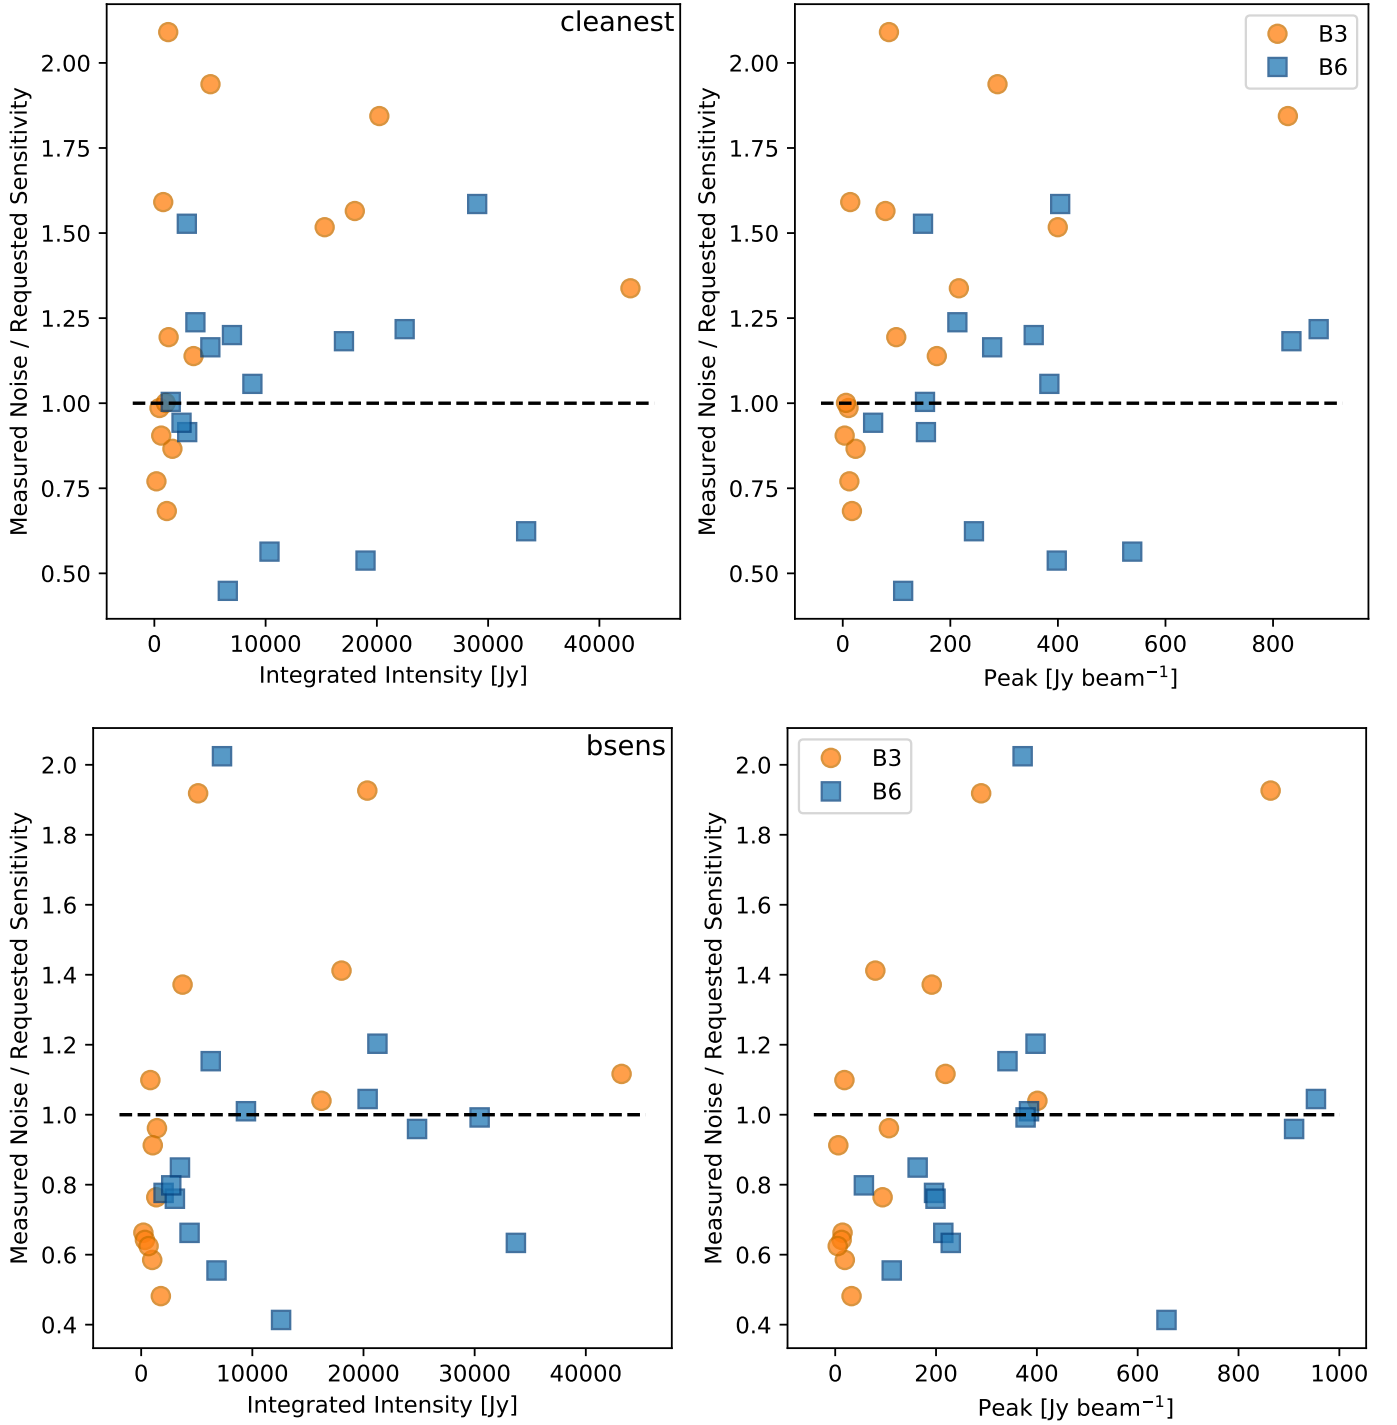 cleanest
Measured Noise / Requested Sensitivity
2.00
1.75
1.50
1.25
1.00
0.75
0.50
0 10000 20000 30000 40000
Integrated Intensity [Jy]
B3
B6
Measured Noise / Requested Sensitivity
2.00
1.75
1.50
1.25
1.00
0.75
0.50
0 200 400 600 800
Peak [Jy beam⁻¹]
bsens
Measured Noise / Requested Sensitivity
2.0
1.8
1.6
1.4
1.2
1.0
0.8
0.6
0.4
0 10000 20000 30000 40000
Integrated Intensity [Jy]
B3
B6
Measured Noise / Requested Sensitivity
2.0
1.8
1.6
1.4
1.2
1.0
0.8
0.6
0.4
0 200 400 600 800 1000
Peak [Jy beam⁻¹]